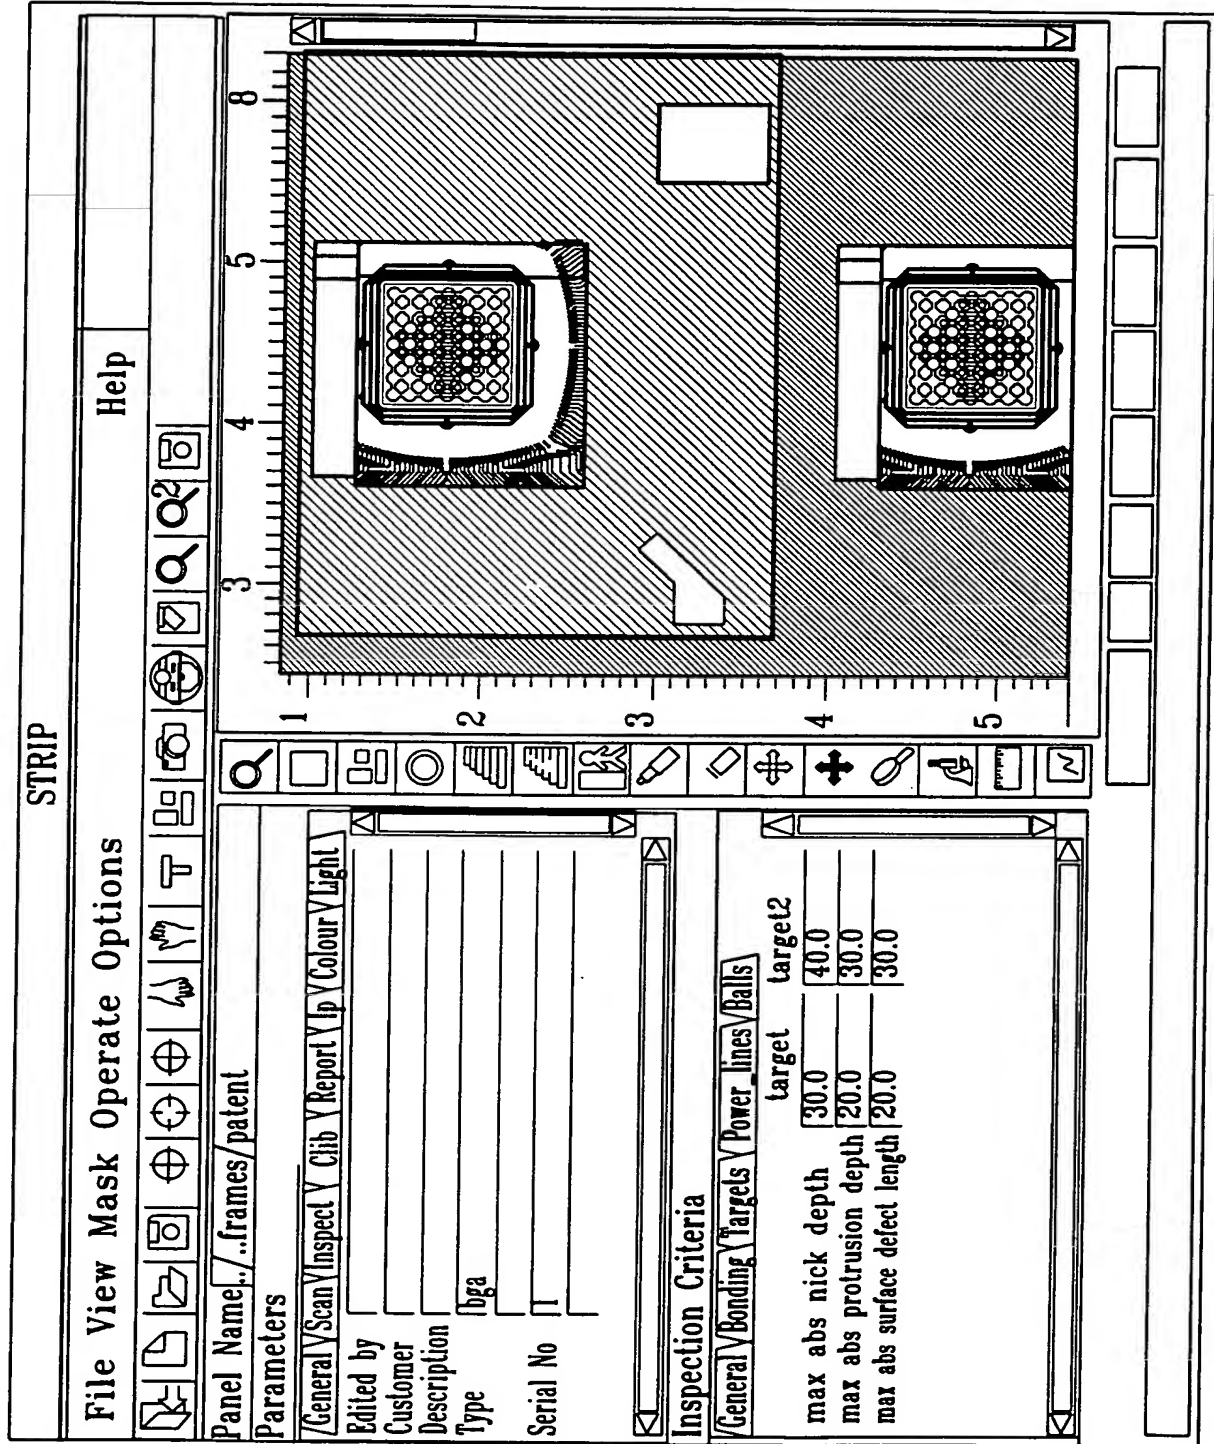 STRIP
File View Mask Operate Options Help
Panel Name ../..frames/patent
Parameters
General Scan Inspect Clib Report Ip Colour Light
Edited by
Customer
Description
Type bga
Serial No 1
Inspection Criteria
General Bonding Targets Power_lines Balls
target target2
max abs nick depth 30.0 40.0
max abs protrusion depth 20.0 30.0
max abs surface defect length 20.0 30.0
3 4 5 8
1
2
3
4
5
2